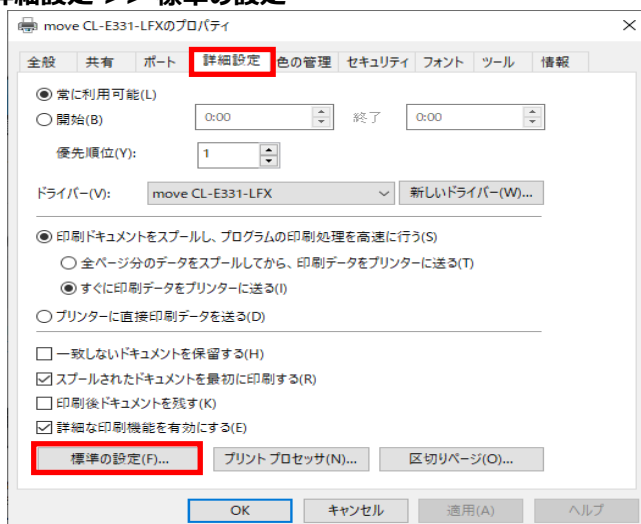 詳細設定 >> 標準の設定
move CL-E331-LFXのプロパティ
全般 共有 ポート 詳細設定 色の管理 セキュリティ フォント ツール 情報
常に利用可能(L)
開始(B) 0:00 終了 0:00
優先順位(Y): 1
ドライバー(V): move CL-E331-LFX 新しいドライバー(W)...
印刷ドキュメントをスプールし、プログラムの印刷処理を高速に行う(S)
全ページ分のデータをスプールしてから、印刷データをプリンターに送る(T)
すぐに印刷データをプリンターに送る(I)
プリンターに直接印刷データを送る(D)
一致しないドキュメントを保留する(H)
スプールされたドキュメントを最初に印刷する(R)
印刷後ドキュメントを残す(K)
詳細な印刷機能を有効にする(E)
標準の設定(F)... プリント プロセッサ(N)... 区切りページ(O)...
OK キャンセル 適用(A) ヘルプ